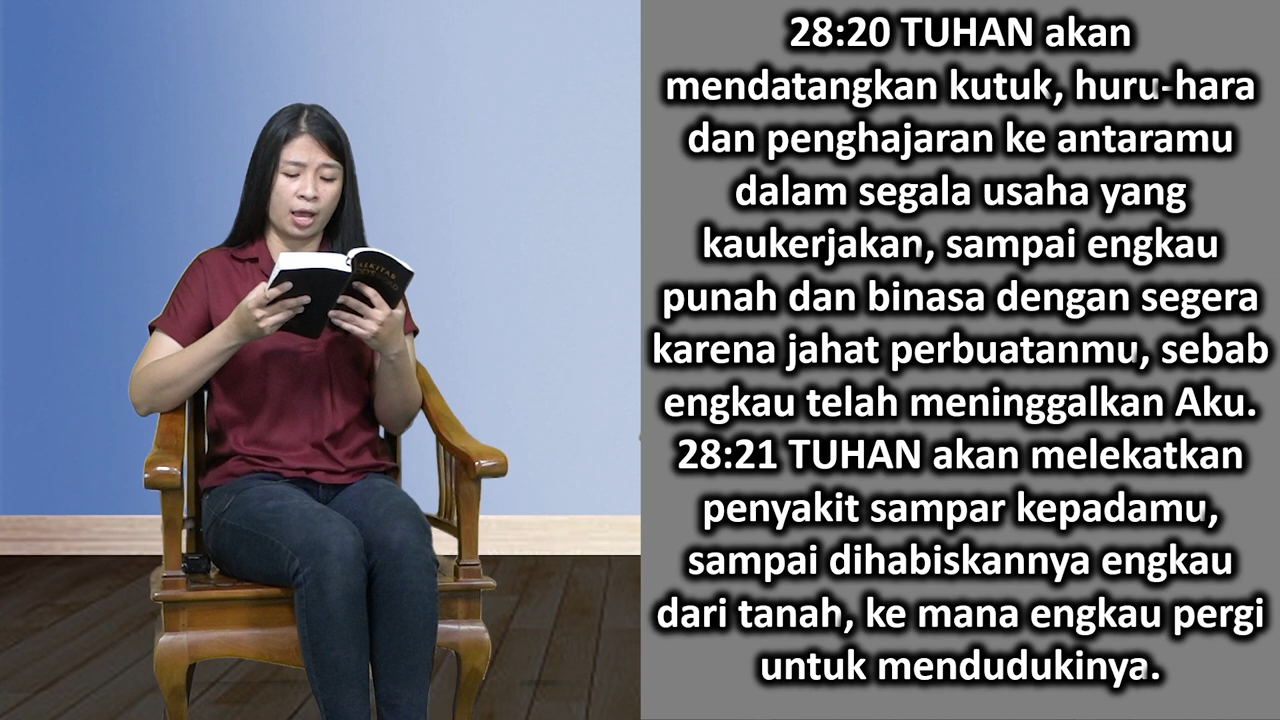 28:20 TUHAN akan
mendatangkan kutuk, huru-hara
dan penghajaran ke antaramu
dalam segala usaha yang
kaukerjakan, sampai engkau
punah dan binasa dengan segera
karena jahat perbuatanmu, sebab
engkau telah meninggalkan Aku.
28:21 TUHAN akan melekatkan
penyakit sampar kepadamu,
sampai dihabiskannya engkau
dari tanah, ke mana engkau pergi
untuk mendudukinya.